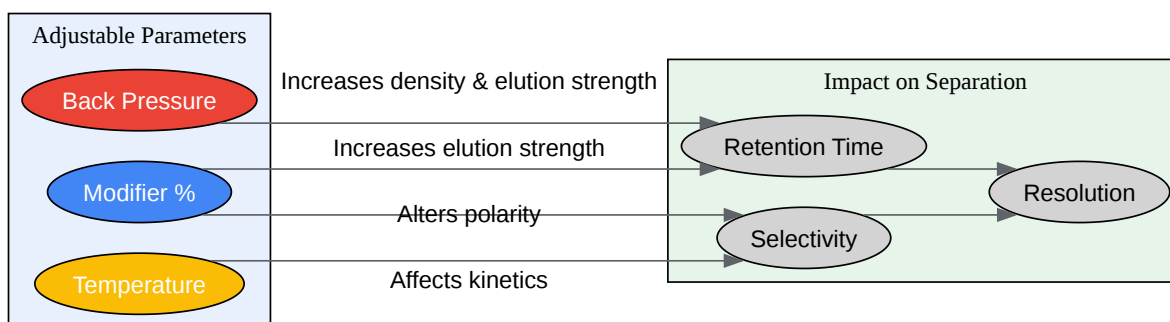 Adjustable Parameters
Back Pressure
Modifier %
Temperature
Increases density & elution strength
Increases elution strength
Alters polarity
Affects kinetics
Impact on Separation
Retention Time
Selectivity
Resolution